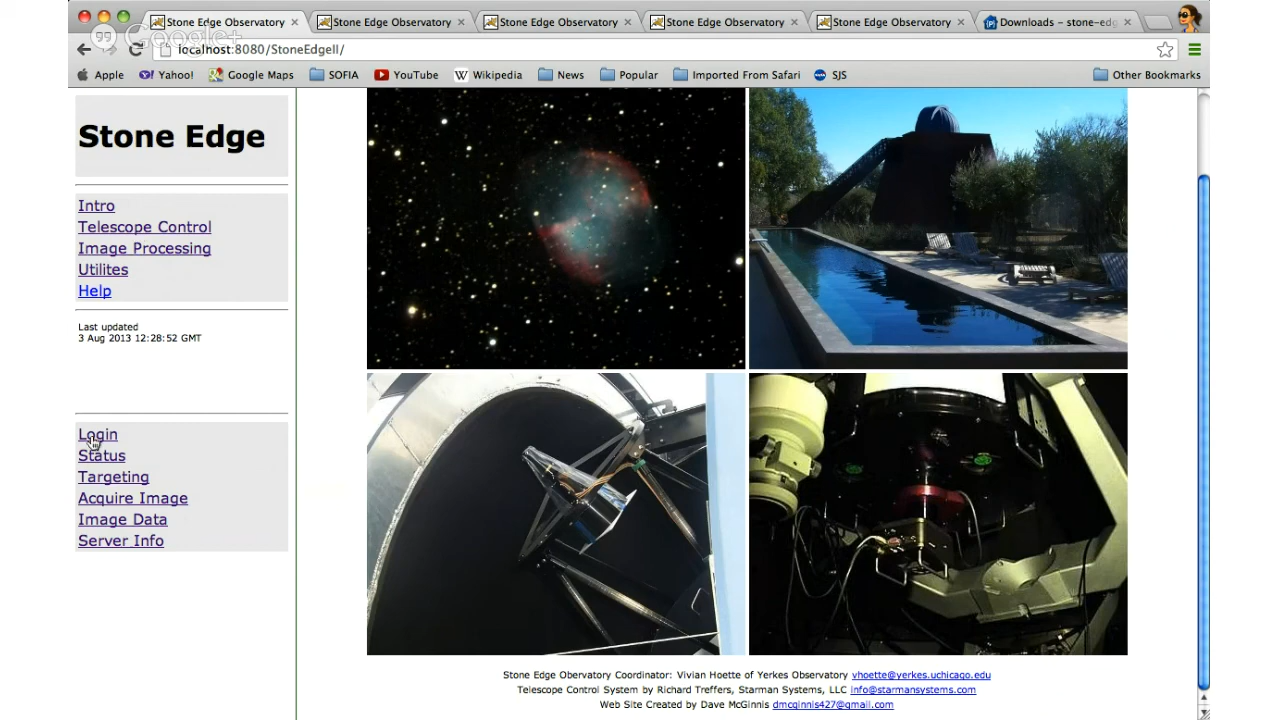 Stone Edge Observatory
Stone Edge Observatory
Stone Edge Observatory
Stone Edge Observatory
Stone Edge Observatory
Downloads – stone-edg
Google+
localhost:8080/StoneEdgeII/
Apple
Yahoo!
Google Maps
SOFIA
YouTube
W Wikipedia
News
Popular
Imported From Safari
SJS
Other Bookmarks
Stone Edge
Intro
Telescope Control
Image Processing
Utilites
Help
Last updated
3 Aug 2013 12:28:52 GMT
Login
Status
Targeting
Acquire Image
Image Data
Server Info
Stone Edge Obervatory Coordinator: Vivian Hoette of Yerkes Observatory vhoette@yerkes.uchicago.edu
Telescope Control System by Richard Treffers, Starman Systems, LLC info@starmansystems.com
Web Site Created by Dave McGinnis dmcginnis427@gmail.com